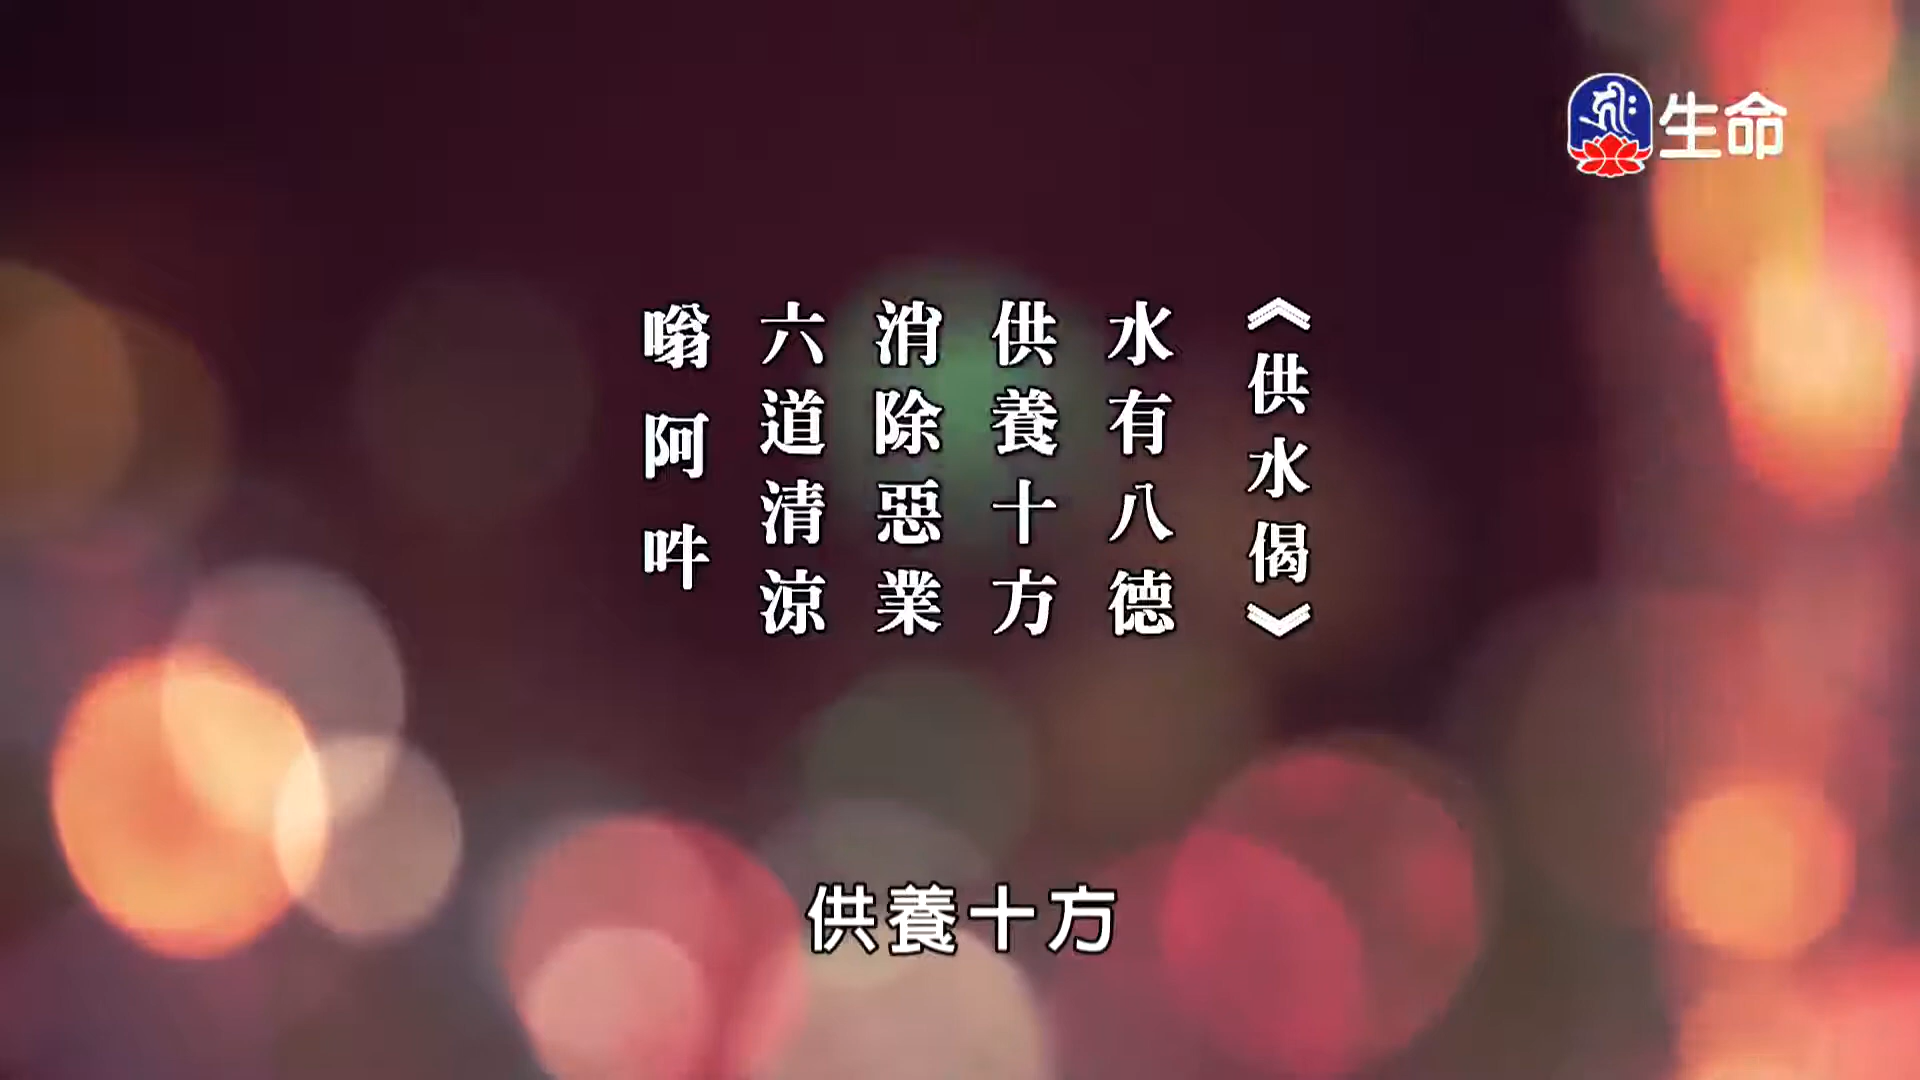 生命
《供水偈》
水有八德
供養十方
消除惡業
六道清涼
嗡阿吽
供養十方